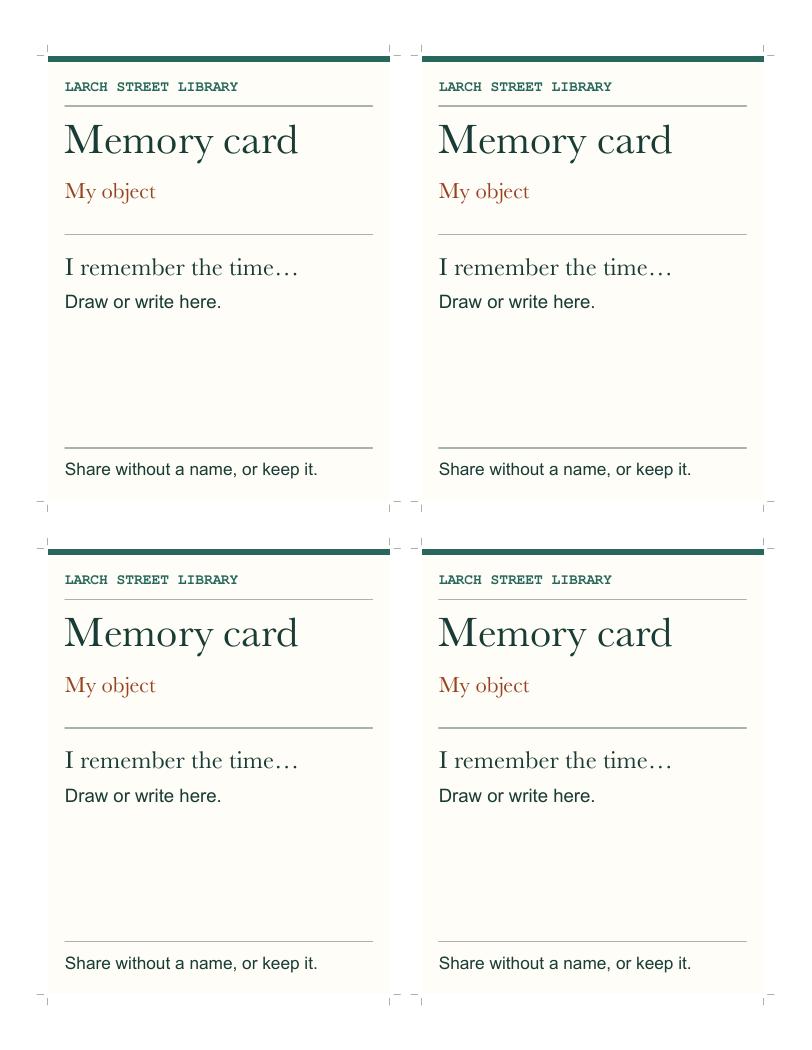 LARCH STREET LIBRARY
Memory card
My object
I remember the time…
Draw or write here.
Share without a name, or keep it.
LARCH STREET LIBRARY
Memory card
My object
I remember the time…
Draw or write here.
Share without a name, or keep it.
LARCH STREET LIBRARY
Memory card
My object
I remember the time…
Draw or write here.
Share without a name, or keep it.
LARCH STREET LIBRARY
Memory card
My object
I remember the time…
Draw or write here.
Share without a name, or keep it.